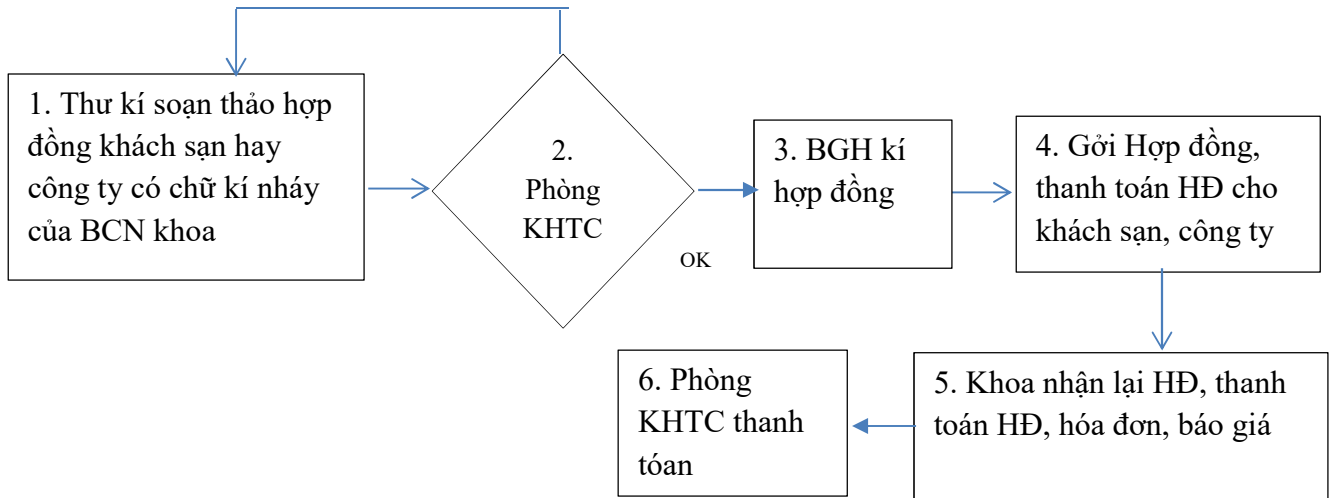 1. Thư kí soạn thảo hợp
đồng khách sạn hay
công ty có chữ kí nháy
của BCN khoa
2.
Phòng
KHTC
OK
3. BGH kí
hợp đồng
4. Gởi Hợp đồng,
thanh toán HĐ cho
khách sạn, công ty
5. Khoa nhận lại HĐ, thanh
toán HĐ, hóa đơn, báo giá
6. Phòng
KHTC thanh
tóan